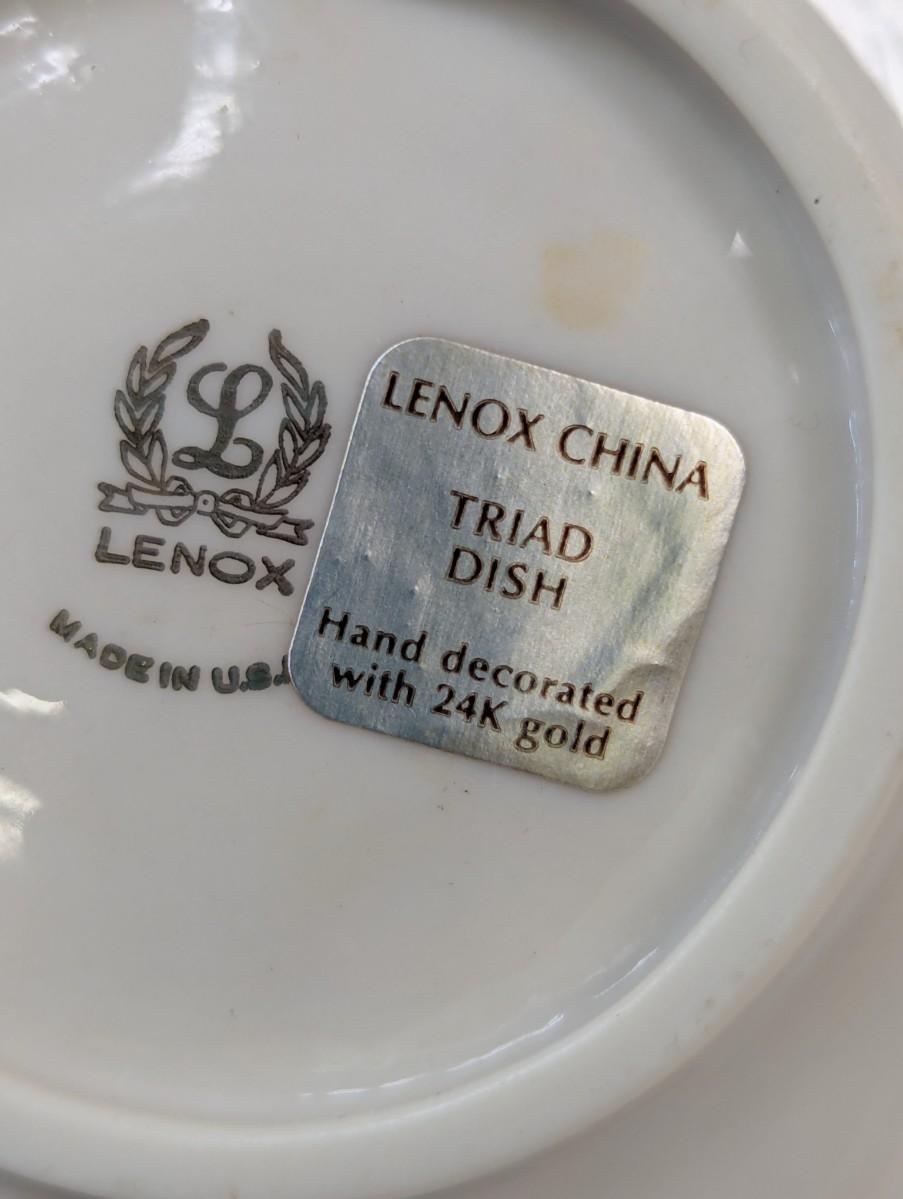 L
LENOX
MADE IN U.S.
LENOX CHINA
TRIAD
DISH
Hand decorated
with 24K gold